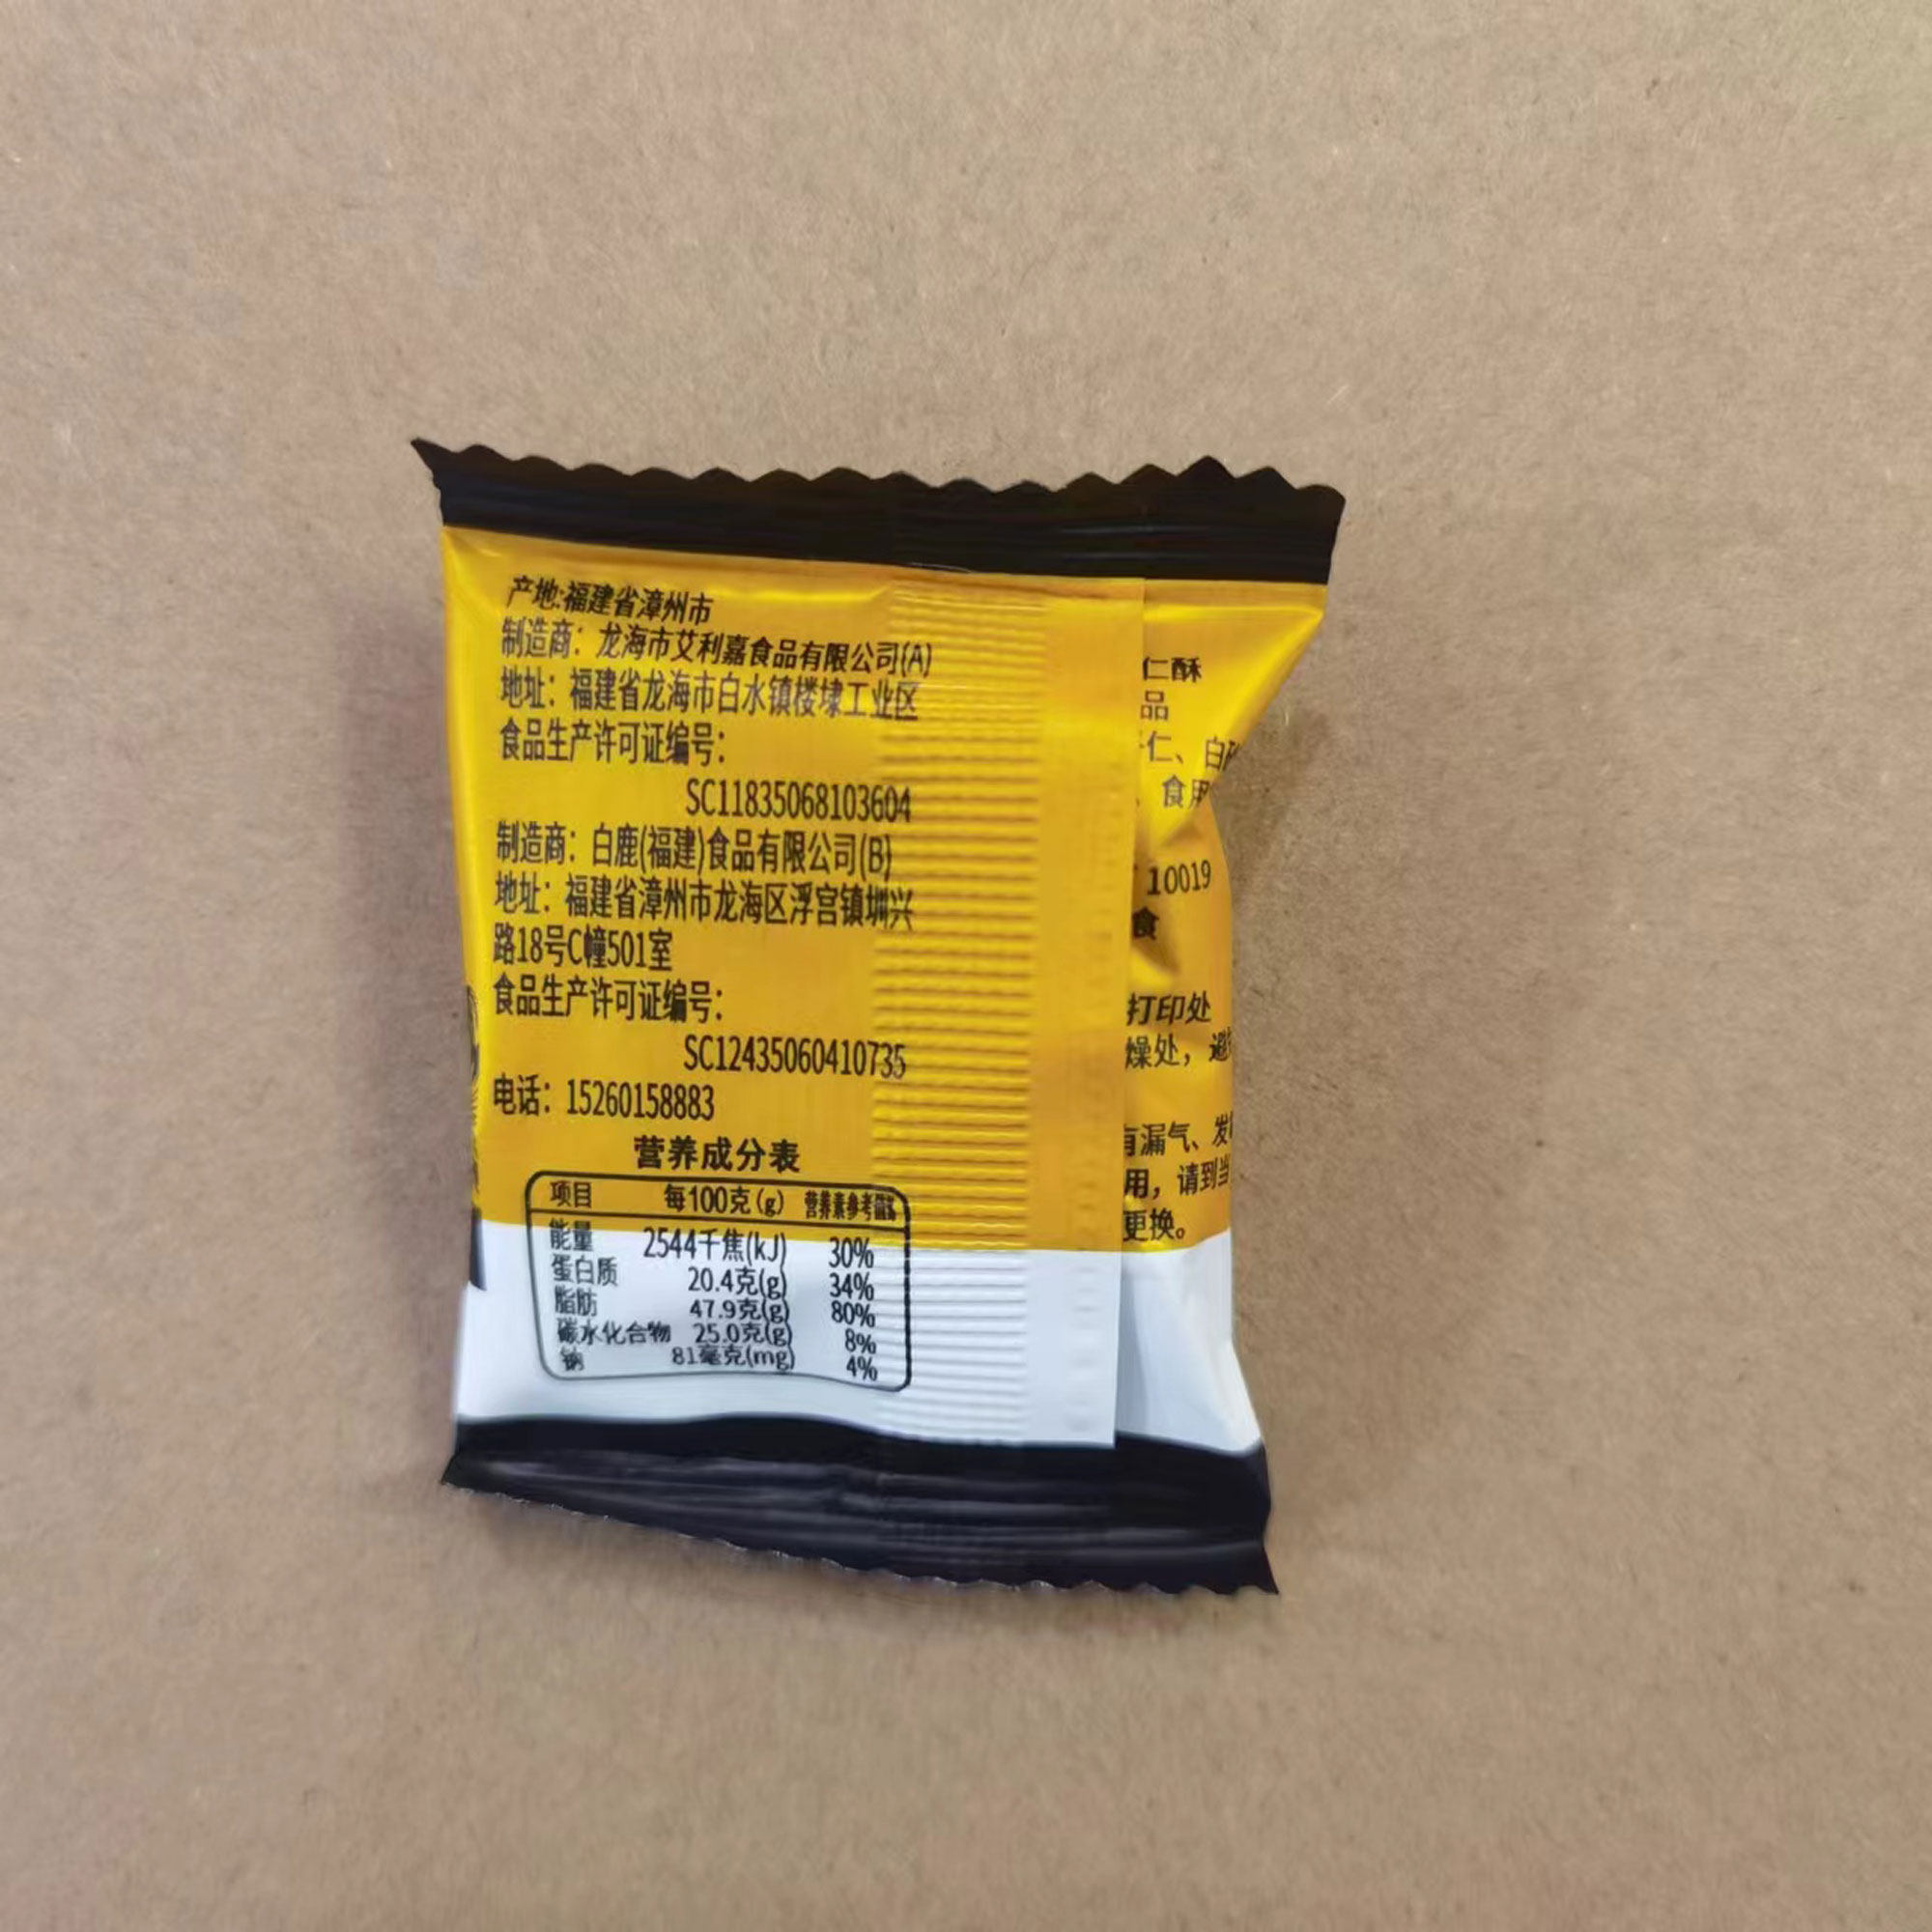 产地:福建省漳州市
制造商：龙海市艾利嘉食品有限公司(A)
地址：福建省龙海市白水镇楼埭工业区
食品生产许可证编号：
SC11835068103604
制造商：白鹿(福建)食品有限公司(B)
地址：福建省漳州市龙海区浮宫镇圳兴
路18号C幢501室
食品生产许可证编号：
SC12435060410735
电话：15260158883
营养成分表
项目 每100克(g) 营养素参考值%
能量 2544千焦(kJ) 30%
蛋白质 20.4克(g) 34%
脂肪 47.9克(g) 80%
碳水化合物 25.0克(g) 8%
钠 81毫克(mg) 4%
仁酥
品
仁、白
、食用
10019
食
打印处
燥处，避
有漏气、发
用，请到当
更换。